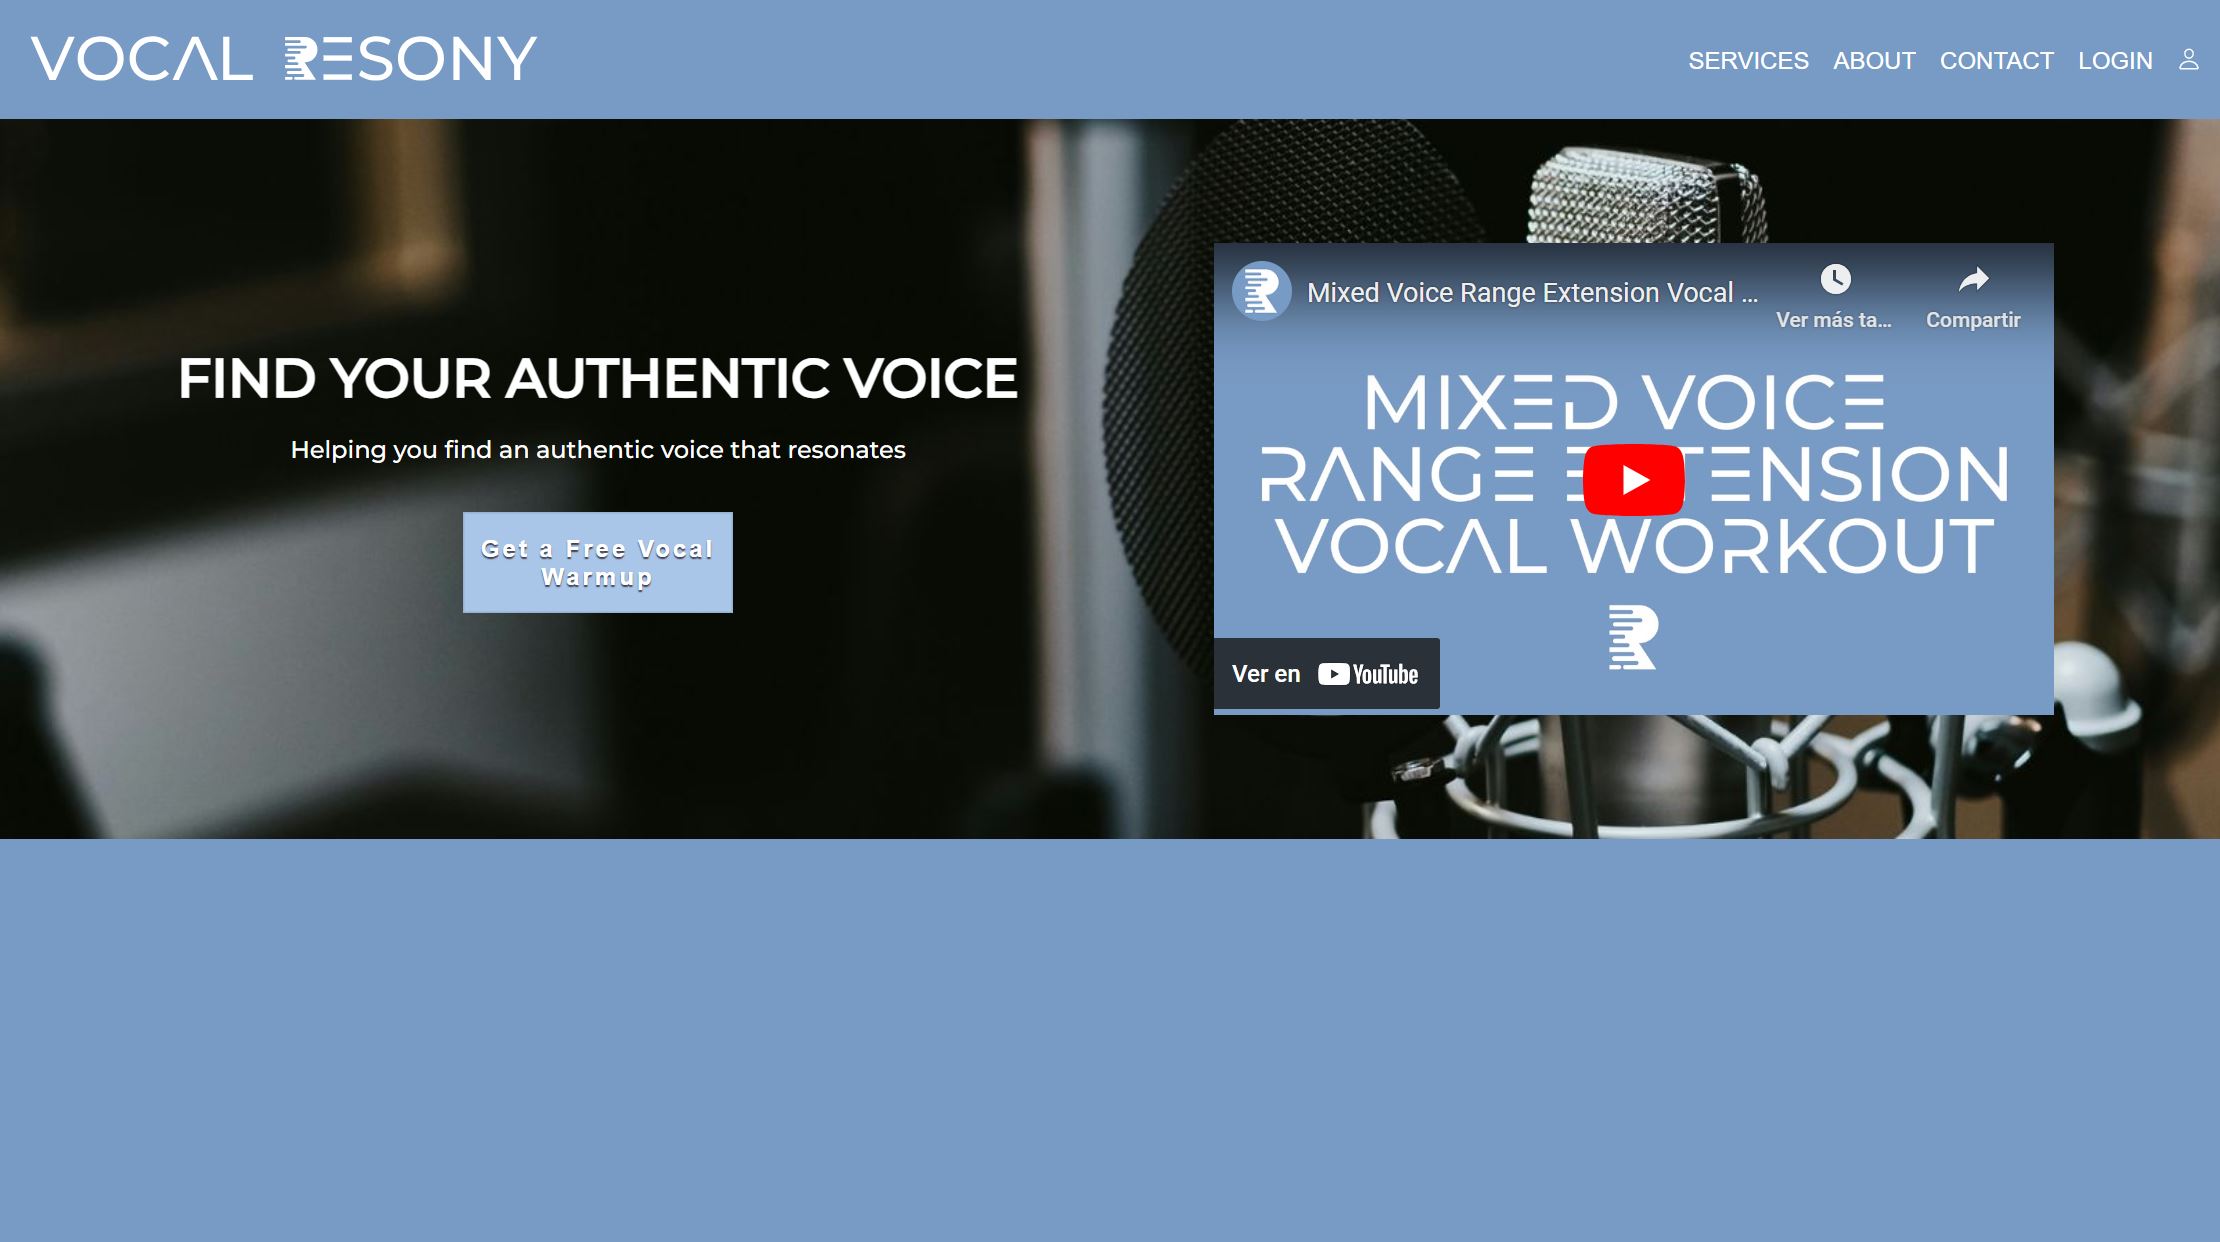 VOCAL RESONY
SERVICES ABOUT CONTACT LOGIN
FIND YOUR AUTHENTIC VOICE
Helping you find an authentic voice that resonates
Get a Free Vocal
Warmup
Mixed Voice Range Extension Vocal ...
Ver más ta...
Compartir
MIXED VOICE
RANGE EXTENSION
VOCAL WORKOUT
Ver en YouTube